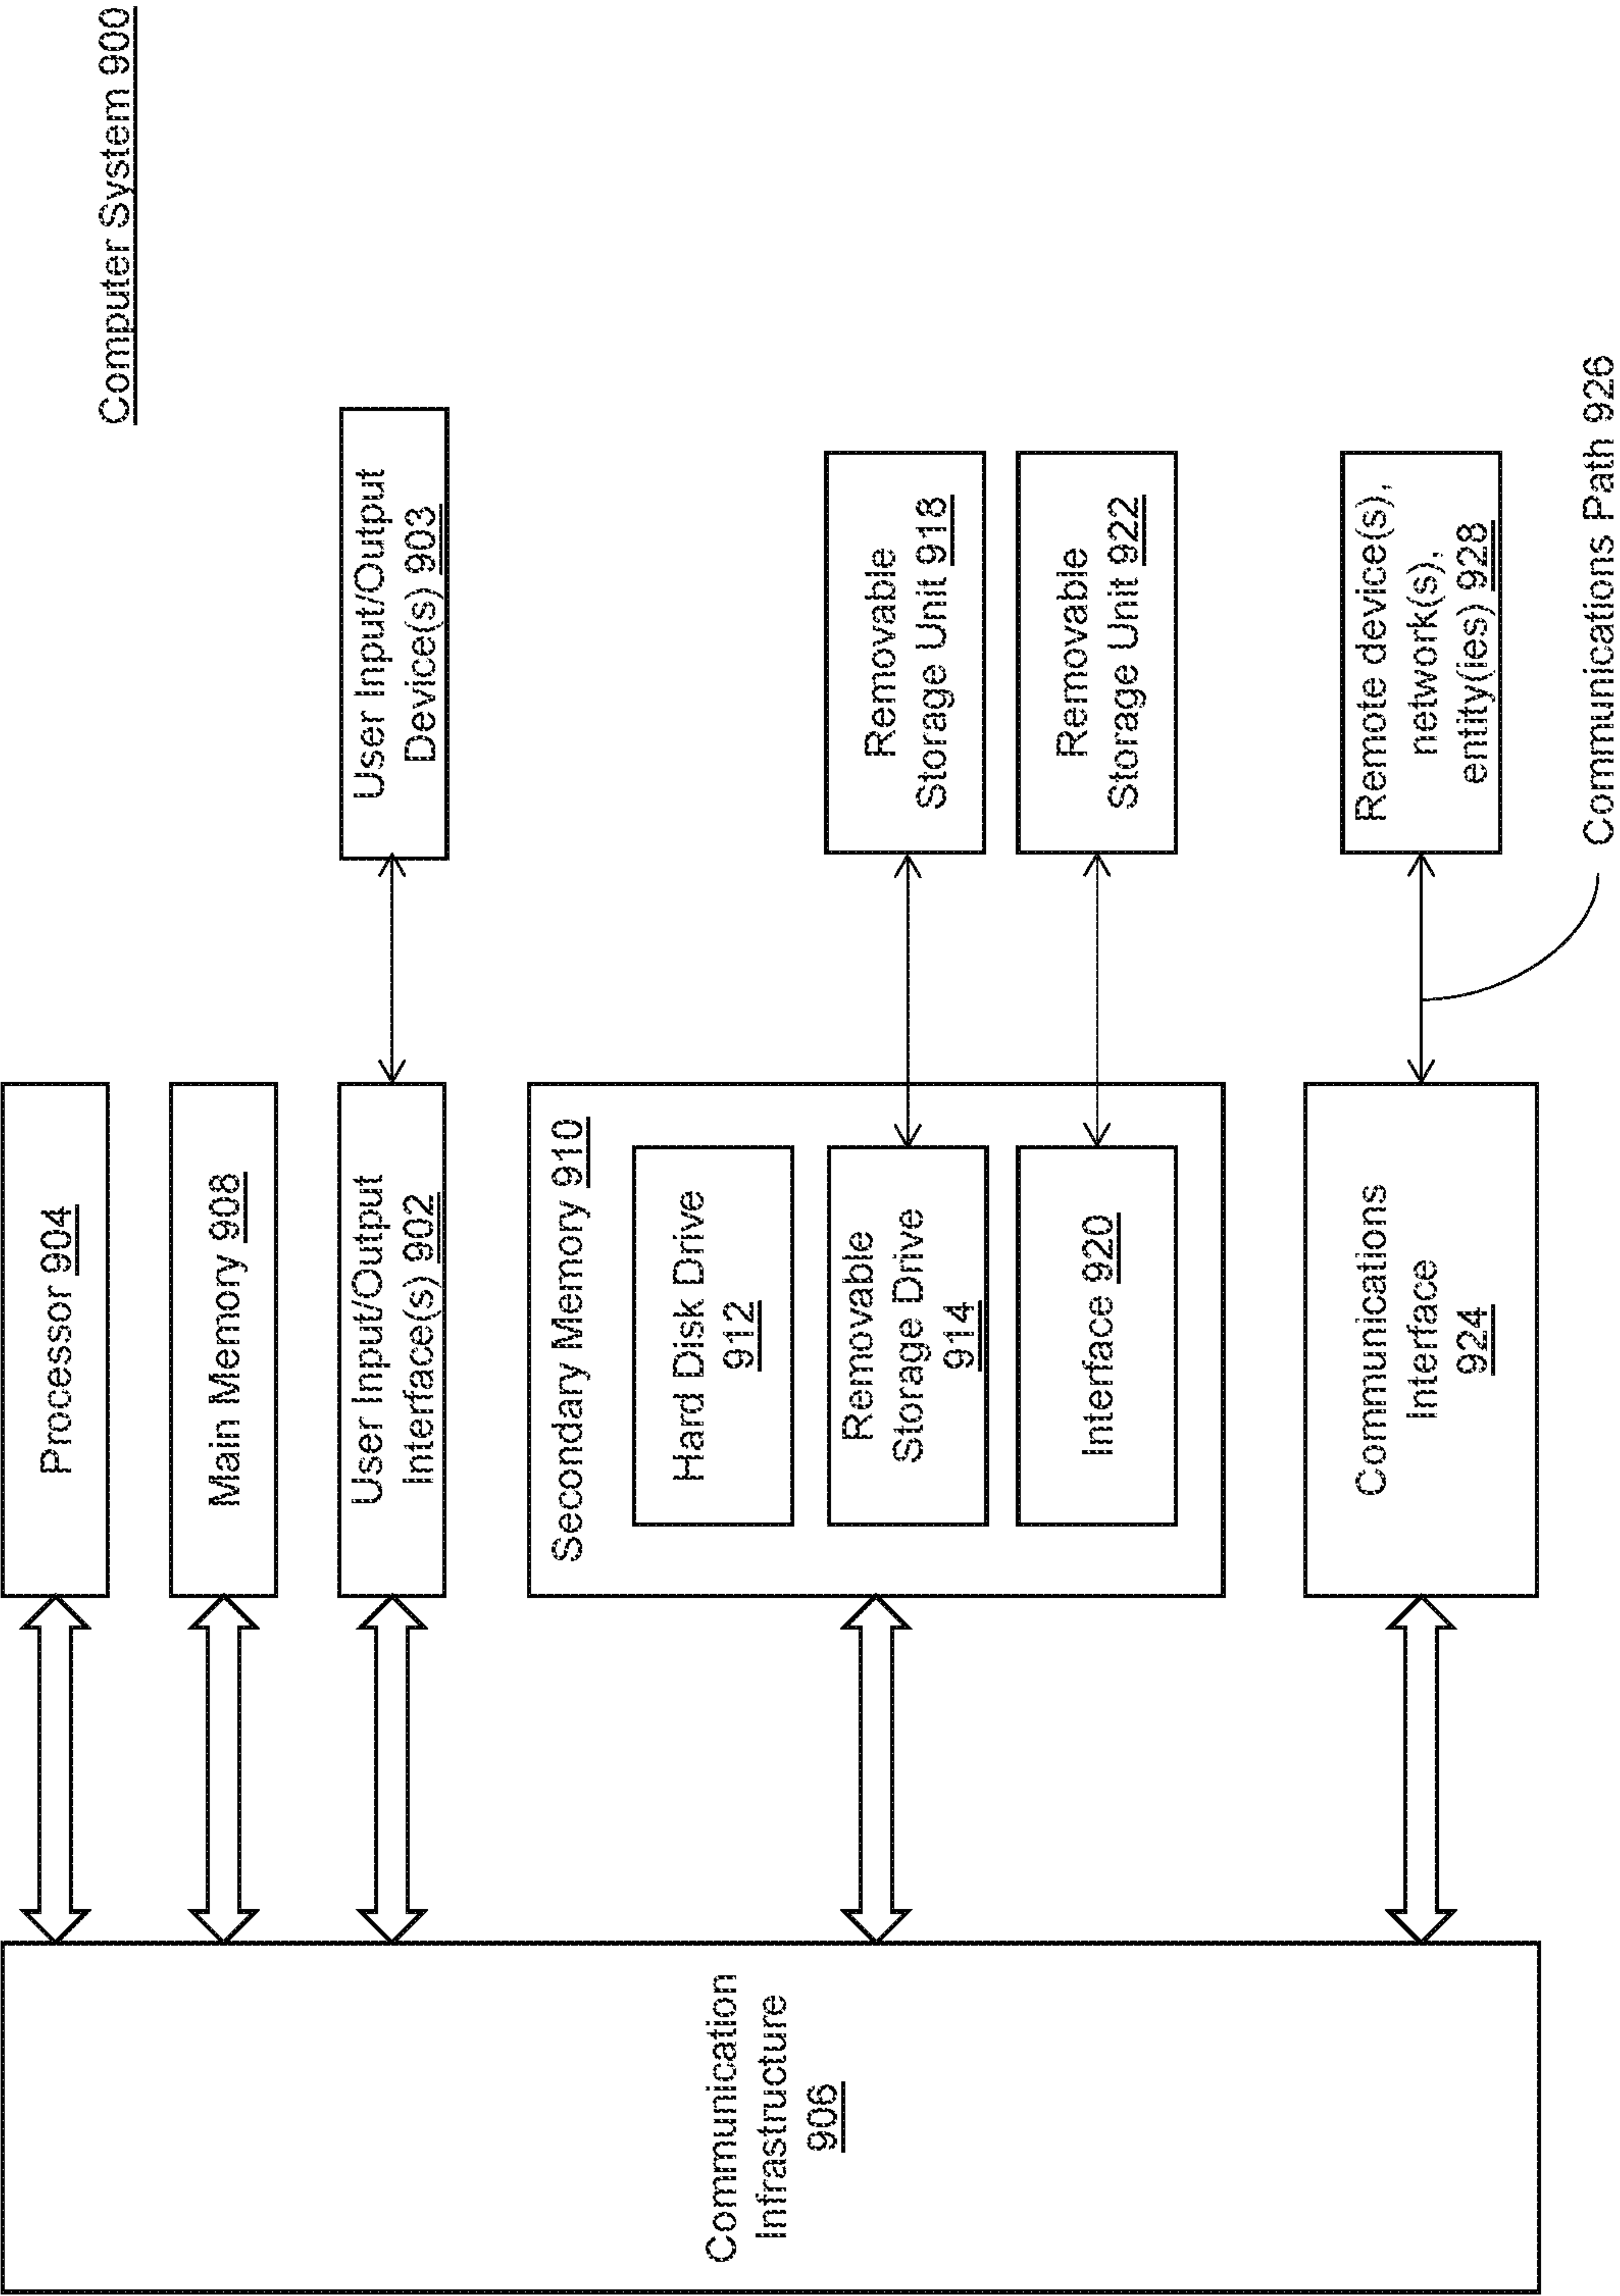 Computer System 900
Processor 904
Main Memory 908
User Input/Output
Interface(s) 902
User Input/Output
Device(s) 903
Secondary Memory 910
Hard Disk Drive
912
Removable
Storage Drive
914
Interface 920
Removable
Storage Unit 918
Removable
Storage Unit 922
Communications
Interface
924
Remote device(s),
network(s),
entity(ies) 928
Communications Path 926
Communication
Infrastructure
906